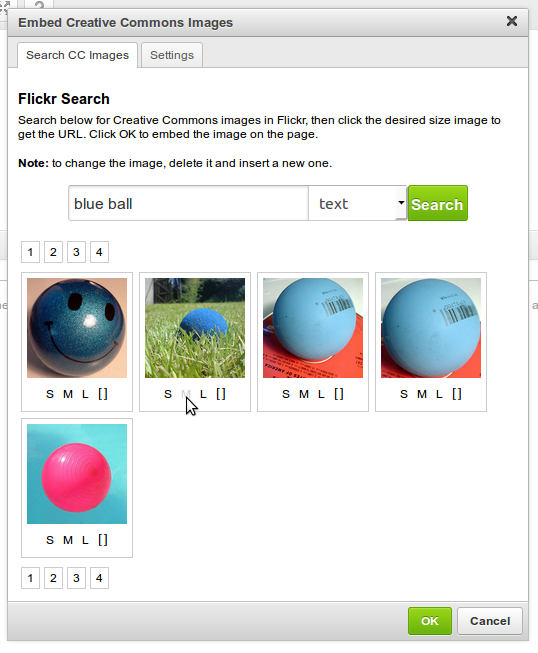 Embed Creative Commons Images
Search CC Images
Settings
Flickr Search
Search below for Creative Commons images in Flickr, then click the desired size image to
get the URL. Click OK to embed the image on the page.
Note: to change the image, delete it and insert a new one.
blue ball
text
Search
1 2 3 4
S M L [] S M L [] S M L [] S M L []
S M L []
1 2 3 4
OK
Cancel